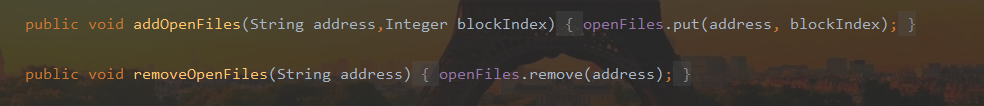 public void addOpenFiles(String address,Integer blockIndex) { openFiles.put(address, blockIndex); }
public void removeOpenFiles(String address) { openFiles.remove(address); }